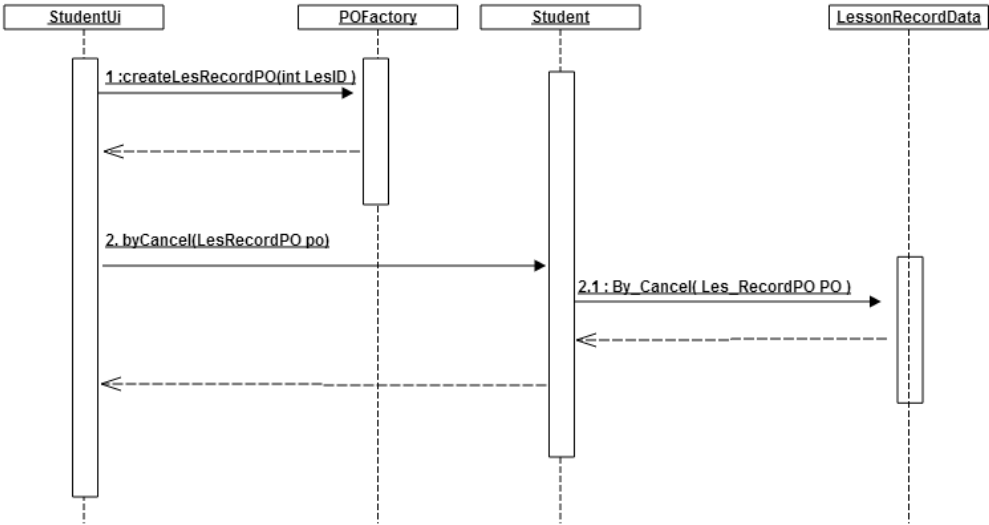 StudentUi
POFactory
Student
LessonRecordData
1 :createLesRecordPO(int LesID )
2. byCancel(LesRecordPO po)
2.1 : By_Cancel( Les_RecordPO PO )